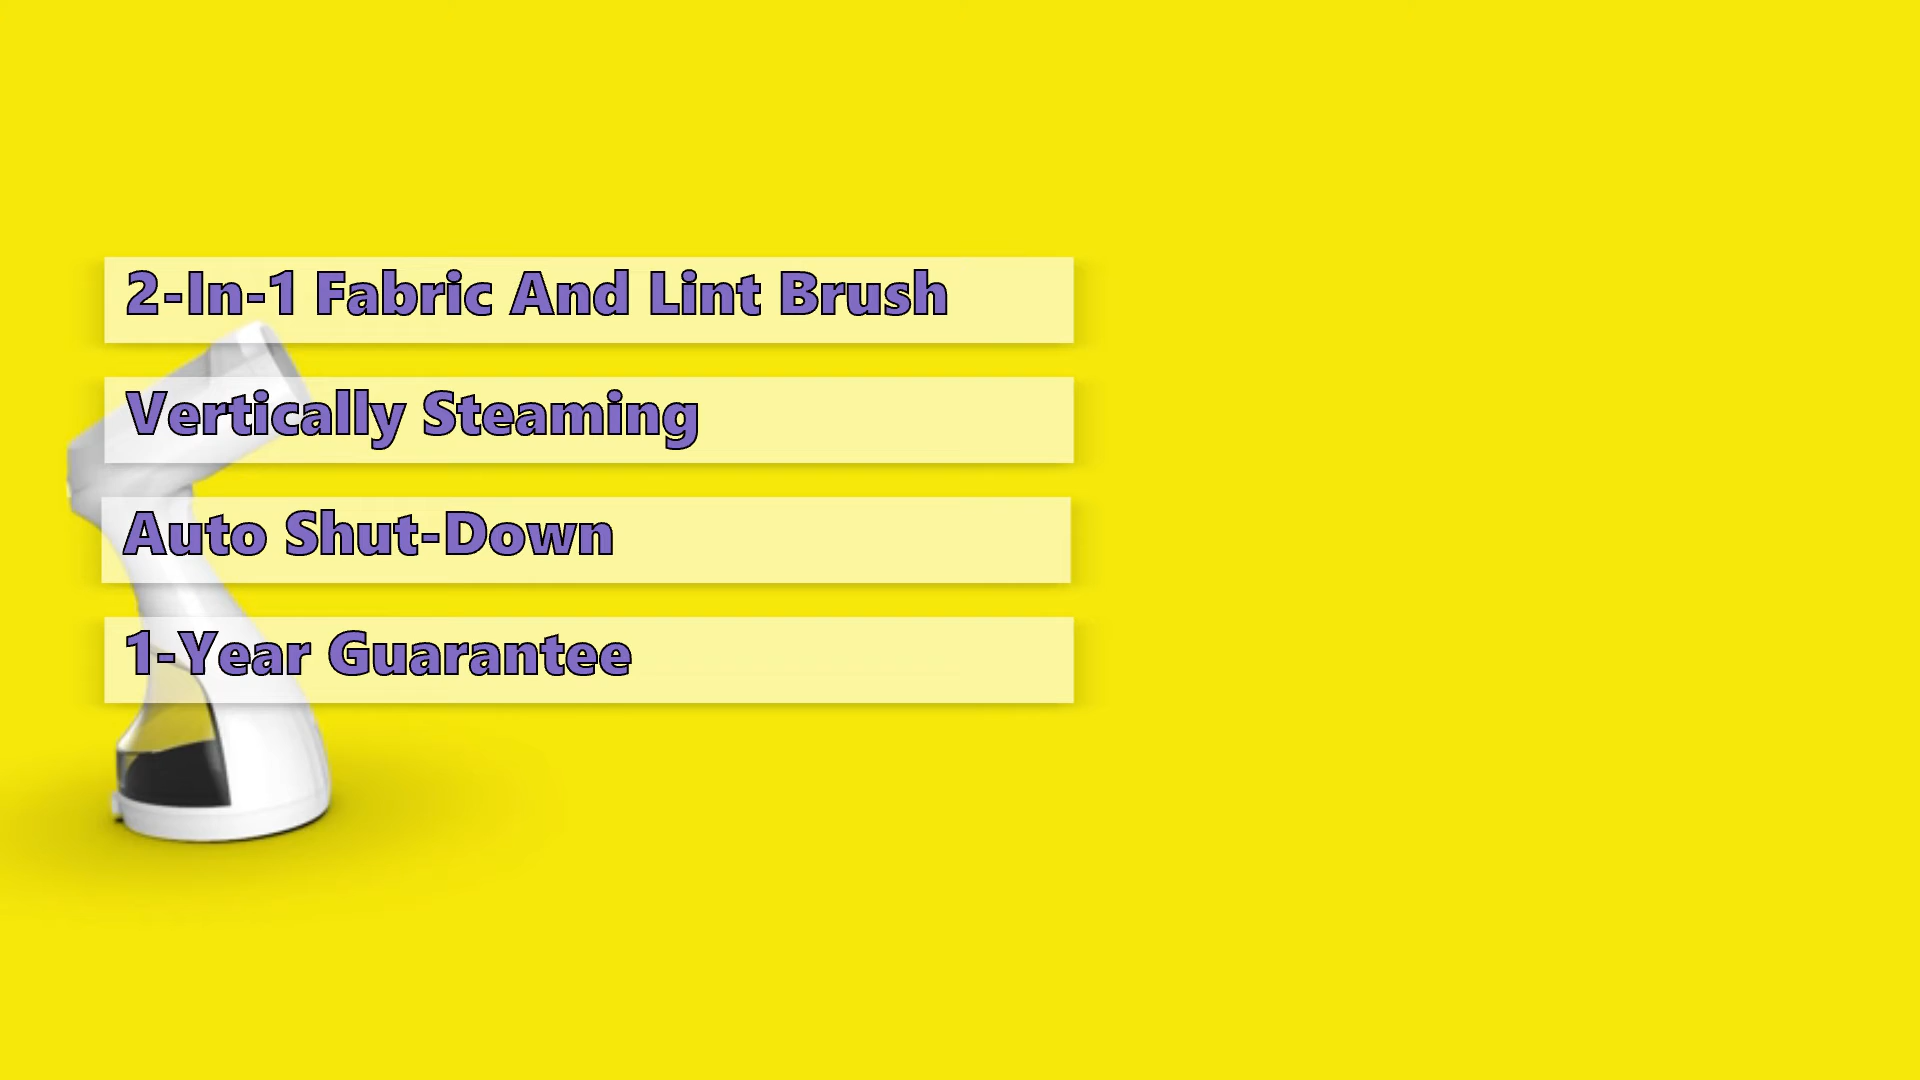 2-In-1 Fabric And Lint Brush
Vertically Steaming
Auto Shut-Down
1-Year Guarantee